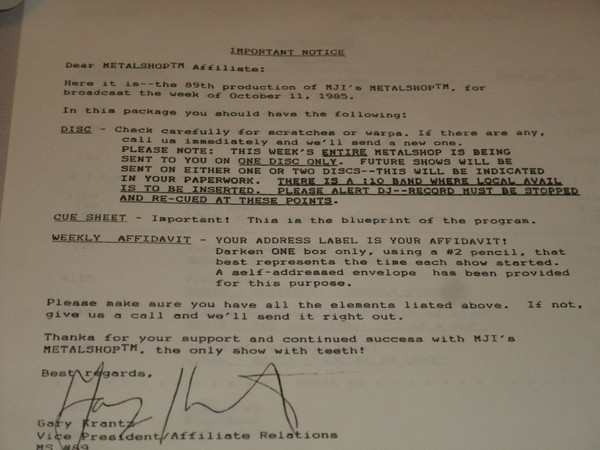 IMPORTANT NOTICE
Dear METALSHOP™ Affiliate:
Here it is--the 89th production of MJI's METALSHOP™, for
broadcast the week of October 11, 1985.
In this package you should have the following:
DISC - Check carefully for scratches or warps. If there are any,
call us immediately and we'll send a new one.
PLEASE NOTE: THIS WEEK'S ENTIRE METALSHOP IS BEING
SENT TO YOU ON ONE DISC ONLY. FUTURE SHOWS WILL BE
SENT ON EITHER ONE OR TWO DISCS--THIS WILL BE INDICATED
IN YOUR PAPERWORK. THERE IS A :10 BAND WHERE LOCAL AVAIL
IS TO BE INSERTED. PLEASE ALERT DJ--RECORD MUST BE STOPPED
AND RE-CUED AT THESE POINTS.
CUE SHEET - Important! This is the blueprint of the program.
WEEKLY AFFIDAVIT - YOUR ADDRESS LABEL IS YOUR AFFIDAVIT!
Darken ONE box only, using a #2 pencil, that
best represents the time each show started.
A self-addressed envelope has been provided
for this purpose.
Please make sure you have all the elements listed above. If not,
give us a call and we'll send it right out.
Thanks for your support and continued success with MJI's
METALSHOP™, the only show with teeth!
Best regards,
Gary Krantz
Vice President/Affiliate Relations
MS #89